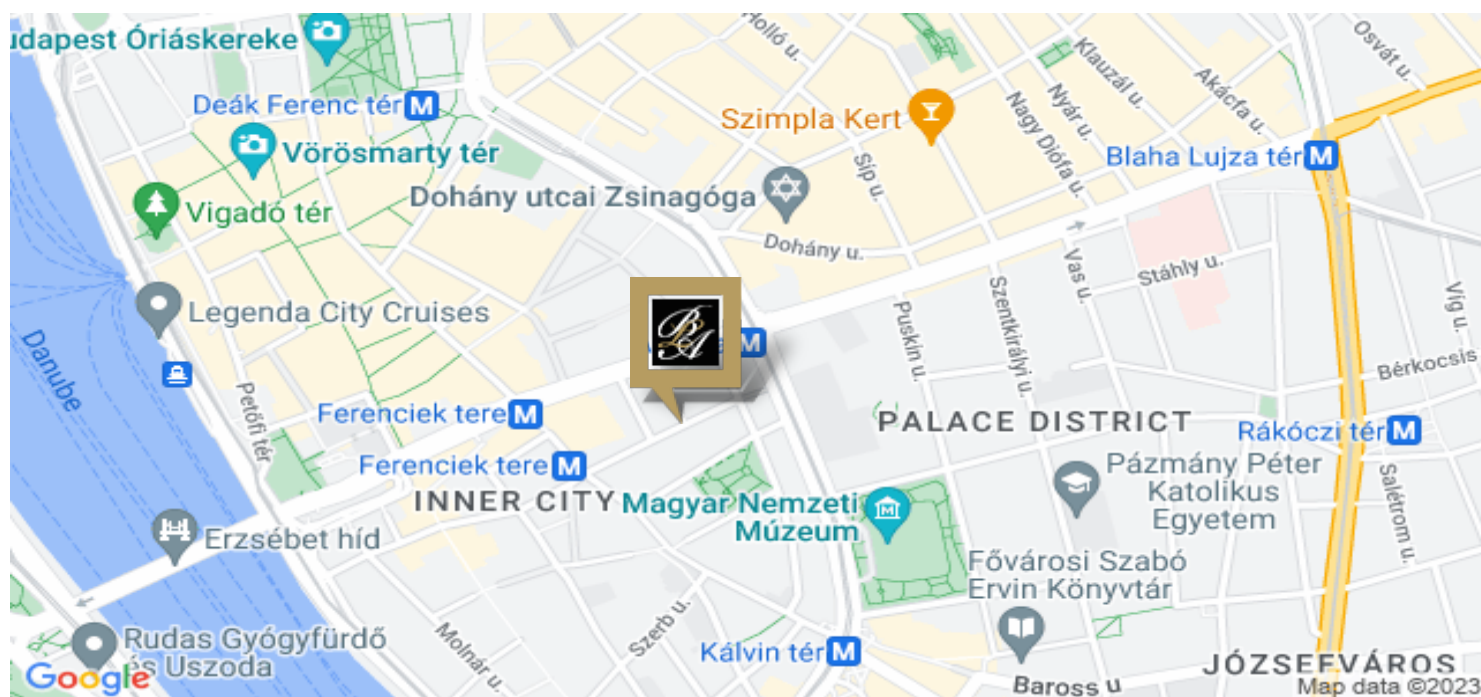 Budapest Óriáskereke
Holló u.
Klauzál u.
Akácfa u.
Osvát u.
Deák Ferenc tér M
Szimpla Kert
Nyár u.
Nagy Diófa u.
Vörösmarty tér
Síp u.
Blaha Lujza tér M
Dohány utcai Zsinagóga
Vigadó tér
Dohány u.
Vas u.
Stáhly u.
Legenda City Cruises
Puskin u.
Szentkirályi u.
Víg u.
Danube
B
A
M
Bérkocsis
Petőfi tér
Ferenciek tere M
PALACE DISTRICT
Rákóczi tér M
Ferenciek tere M
INNER CITY
Magyar Nemzeti
Múzeum
Pázmány Péter
Katolikus
Egyetem
Salétrom u.
Erzsébet híd
Fővárosi Szabó
Ervin Könyvtár
Rudas Gyógyfürdő
és Uszoda
Molnár u.
Szerb u.
Kálvin tér M
JÓZSEFVÁROS
Google
Baross u
Map data ©2023